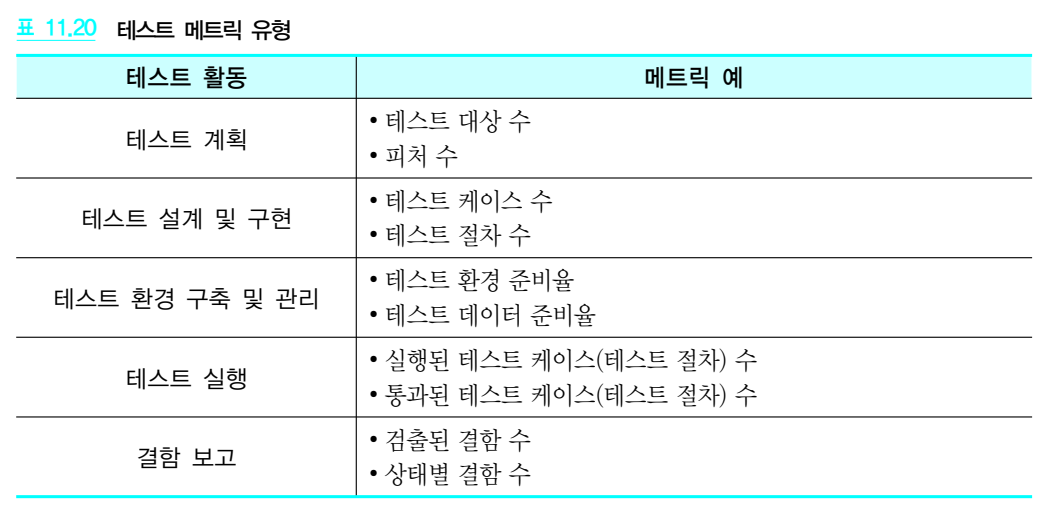 표 11.20 테스트 메트릭 유형
테스트 활동 메트릭 예
테스트 계획
• 테스트 대상 수
• 피처 수
테스트 설계 및 구현
• 테스트 케이스 수
• 테스트 절차 수
테스트 환경 구축 및 관리
• 테스트 환경 준비율
• 테스트 데이터 준비율
테스트 실행
• 실행된 테스트 케이스(테스트 절차) 수
• 통과된 테스트 케이스(테스트 절차) 수
결함 보고
• 검출된 결함 수
• 상태별 결함 수